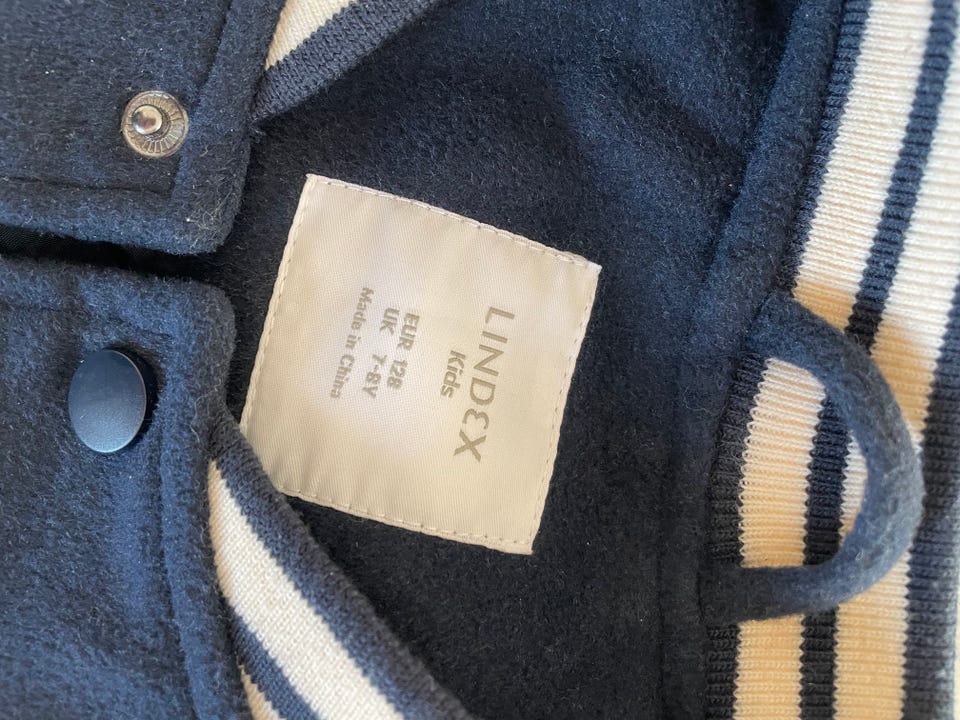 LINDEX
Kids
EUR 128
UK 7-8Y
Made in China